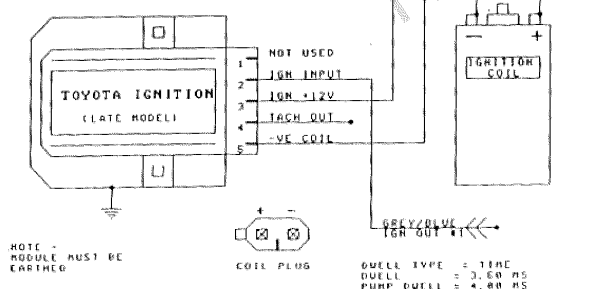 NOT USED
1
IGN INPUT
2
IGN +12V
3
TACH OUT
4
-VE COIL
5
TOYOTA IGNITION
(LATE MODEL)
- +
IGNITION
COIL
GREY/BLUE
IGN OUT #1
+ -
COIL PLUG
NOTE -
MODULE MUST BE
EARTHED
DWELL TYPE = TIME
DWELL = 3.60 MS
PUMP DWELL = 4.00 MS